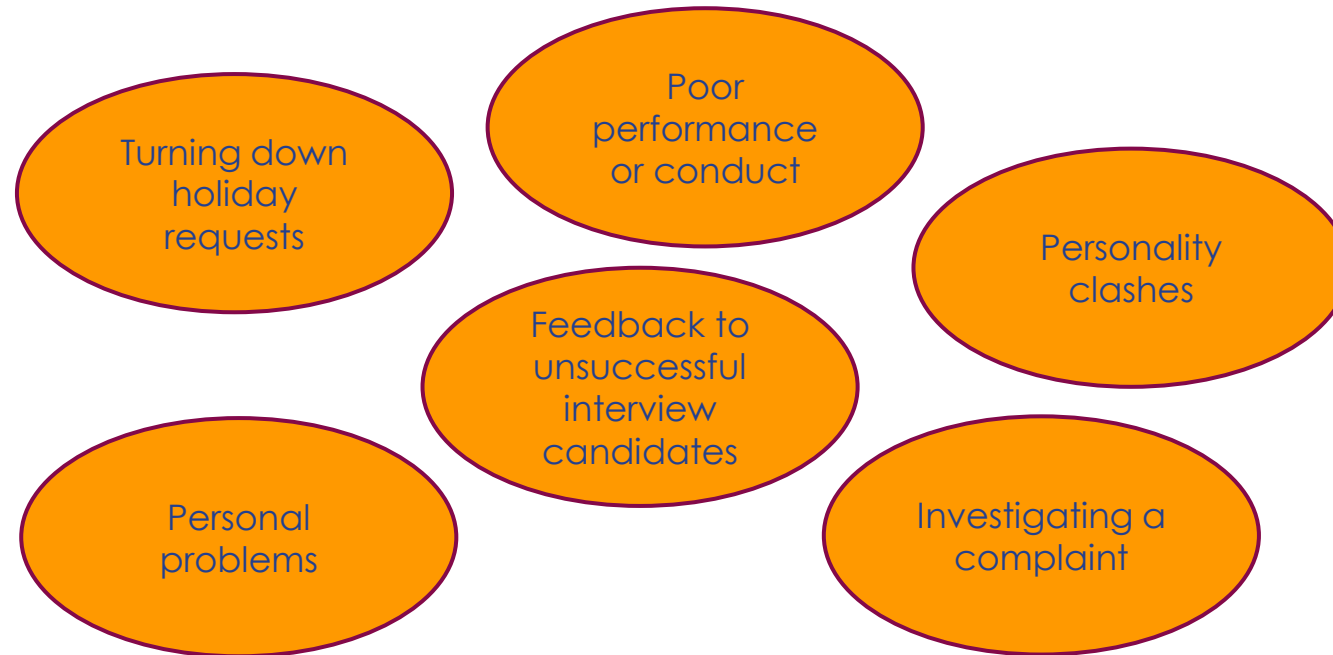 Turning down
holiday
requests
Poor
performance
or conduct
Personality
clashes
Feedback to
unsuccessful
interview
candidates
Personal
problems
Investigating a
complaint